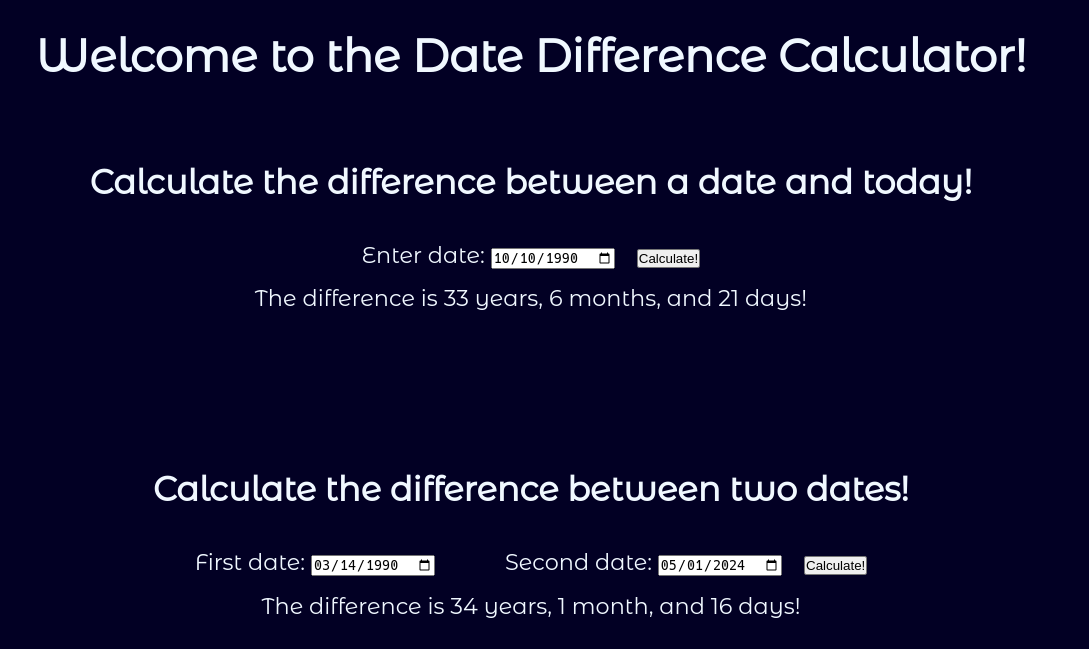 Welcome to the Date Difference Calculator!
Calculate the difference between a date and today!
Enter date: 10/10/1990 Calculate!
The difference is 33 years, 6 months, and 21 days!
Calculate the difference between two dates!
First date: 03/14/1990 Second date: 05/01/2024 Calculate!
The difference is 34 years, 1 month, and 16 days!